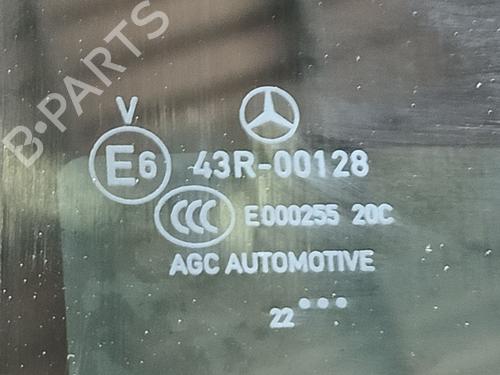 B·PARTS
V
E6 43R-00128
CCC E000255 20C
AGC AUTOMOTIVE
22 •••